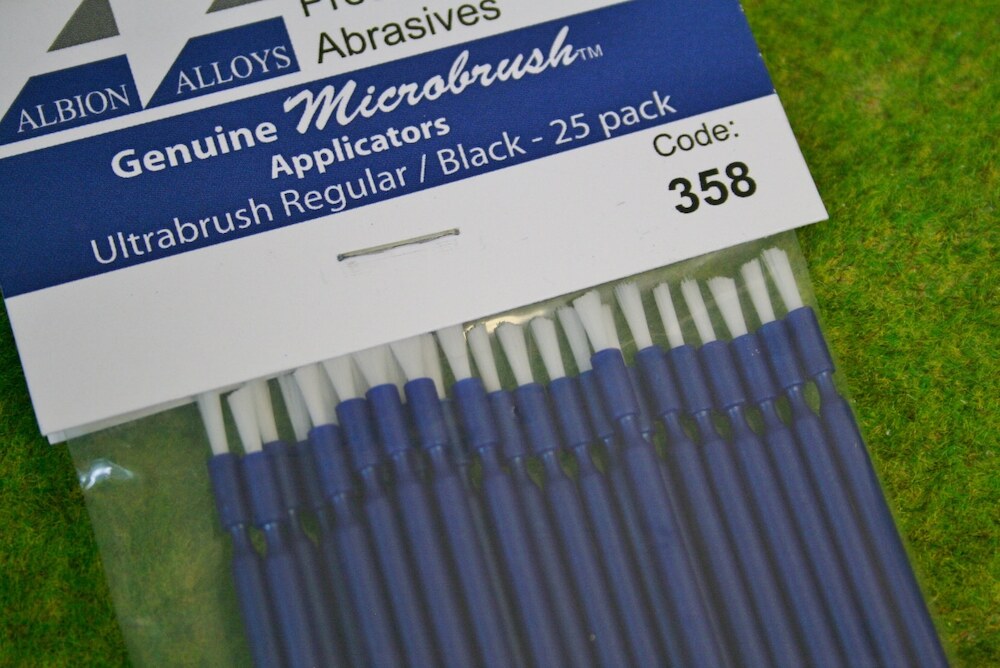 Abrasives
ALBION ALLOYS
Genuine Microbrush™
Applicators
Ultrabrush Regular / Black - 25 pack
Code:
358